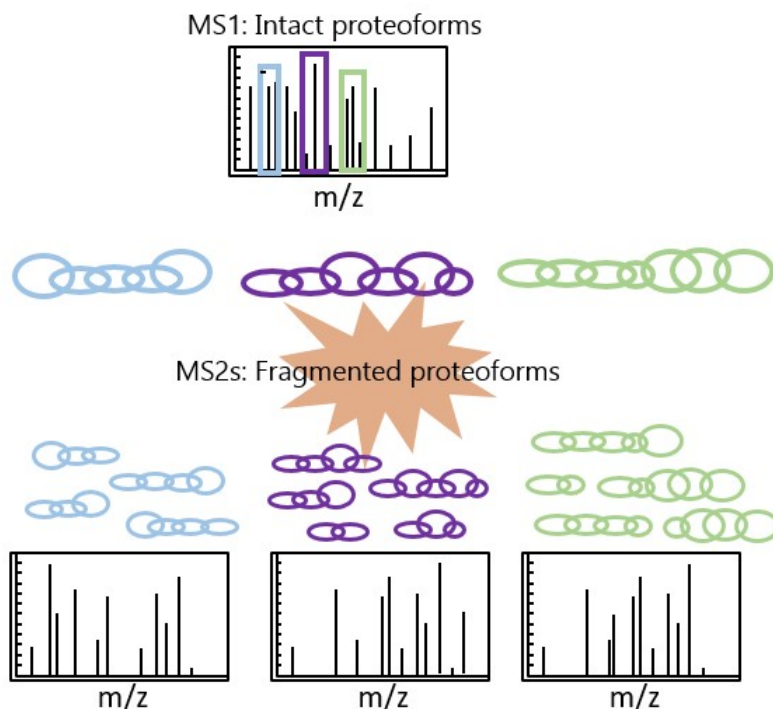 MS1: Intact proteoforms
m/z
MS2s: Fragmented proteoforms
m/z
m/z
m/z